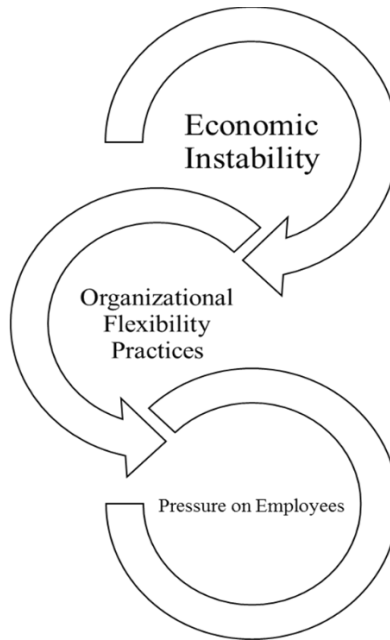 Economic
Instability
Organizational
Flexibility
Practices
Pressure on Employees